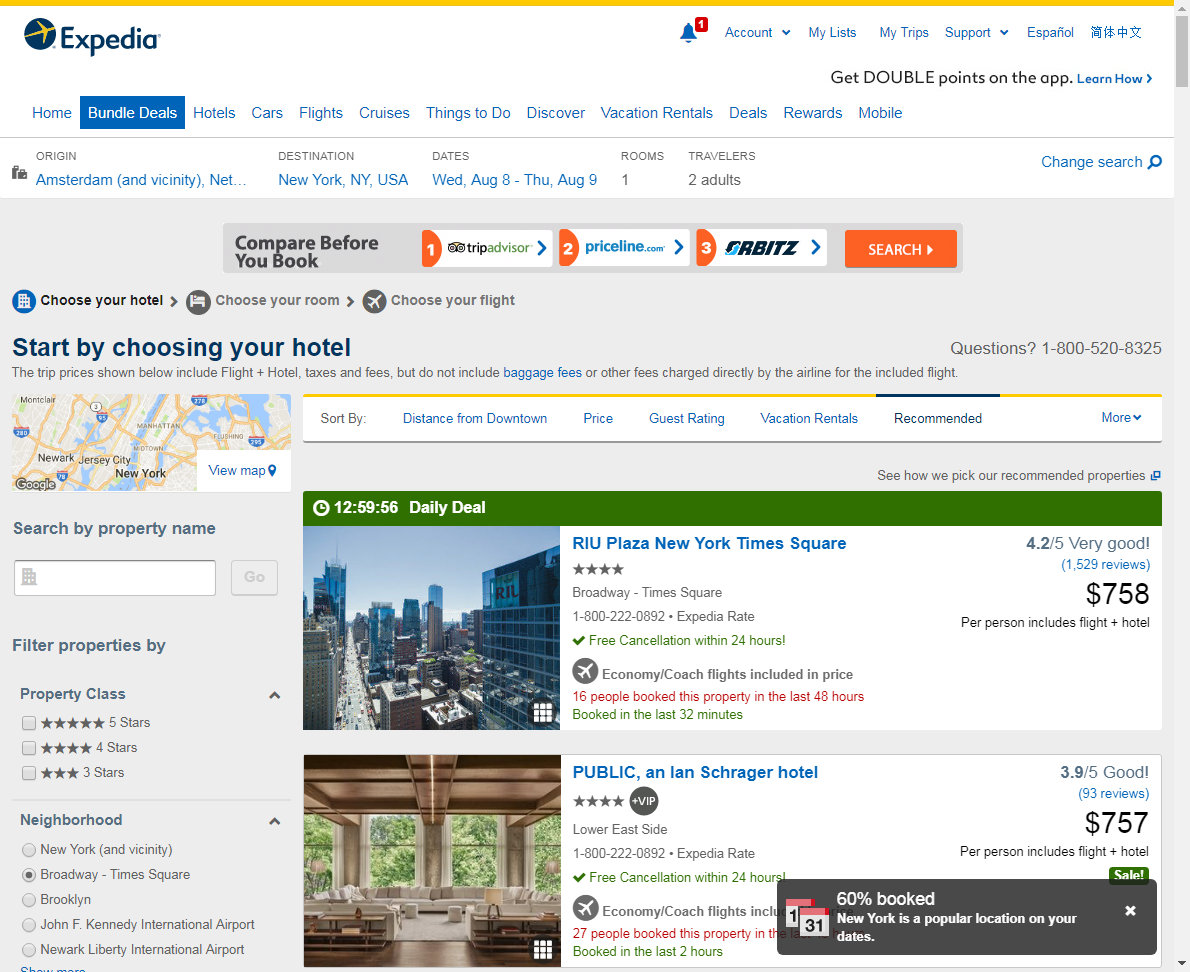 Expedia
1
Account
My Lists
My Trips
Support
Español
简体中文
Get DOUBLE points on the app. Learn How
Home
Bundle Deals
Hotels
Cars
Flights
Cruises
Things to Do
Discover
Vacation Rentals
Deals
Rewards
Mobile
ORIGIN
Amsterdam (and vicinity), Net...
DESTINATION
New York, NY, USA
DATES
Wed, Aug 8 - Thu, Aug 9
ROOMS
1
TRAVELERS
2 adults
Change search
Compare Before
You Book
1 tripadvisor
2 priceline.com
3 ORBITZ
SEARCH
Choose your hotel
Choose your room
Choose your flight
Start by choosing your hotel
Questions? 1-800-520-8325
The trip prices shown below include Flight + Hotel, taxes and fees, but do not include baggage fees or other fees charged directly by the airline for the included flight.
Montclair
3
278
95
MANHATTAN
280
FLUSHING
295
MIDTOWN
Newark
Jersey City
New York
78
Google
View map
Sort By:
Distance from Downtown
Price
Guest Rating
Vacation Rentals
Recommended
More
See how we pick our recommended properties
Search by property name
Go
Filter properties by
Property Class
5 Stars
4 Stars
3 Stars
Neighborhood
New York (and vicinity)
Broadway - Times Square
Brooklyn
John F. Kennedy International Airport
Newark Liberty International Airport
Show more
12:59:56 Daily Deal
RIU
RIU Plaza New York Times Square
Broadway - Times Square
1-800-222-0892 • Expedia Rate
Free Cancellation within 24 hours!
Economy/Coach flights included in price
16 people booked this property in the last 48 hours
Booked in the last 32 minutes
4.2/5 Very good!
(1,529 reviews)
$758
Per person includes flight + hotel
PUBLIC, an Ian Schrager hotel
+VIP
Lower East Side
1-800-222-0892 • Expedia Rate
Free Cancellation within 24 hours!
Economy/Coach flights included in price
27 people booked this property in the last 48 hours
Booked in the last 2 hours
3.9/5 Good!
(93 reviews)
$757
Per person includes flight + hotel
Sale!
1
31
60% booked
New York is a popular location on your
dates.